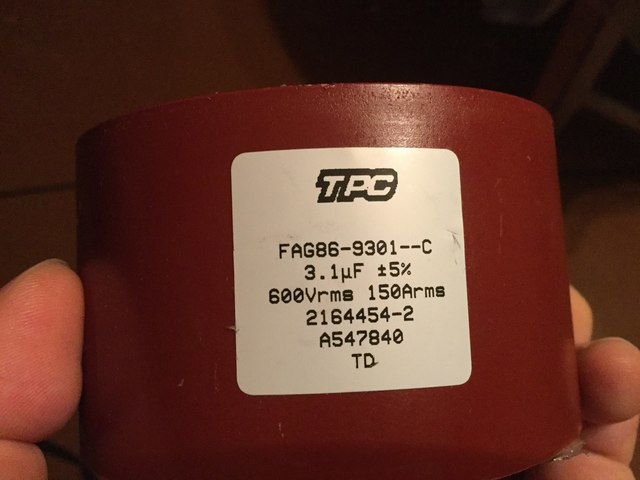 TPC
FAG86-9301--C
3.1µF ±5%
600Vrms 150Arms
2164454-2
A547840
TD